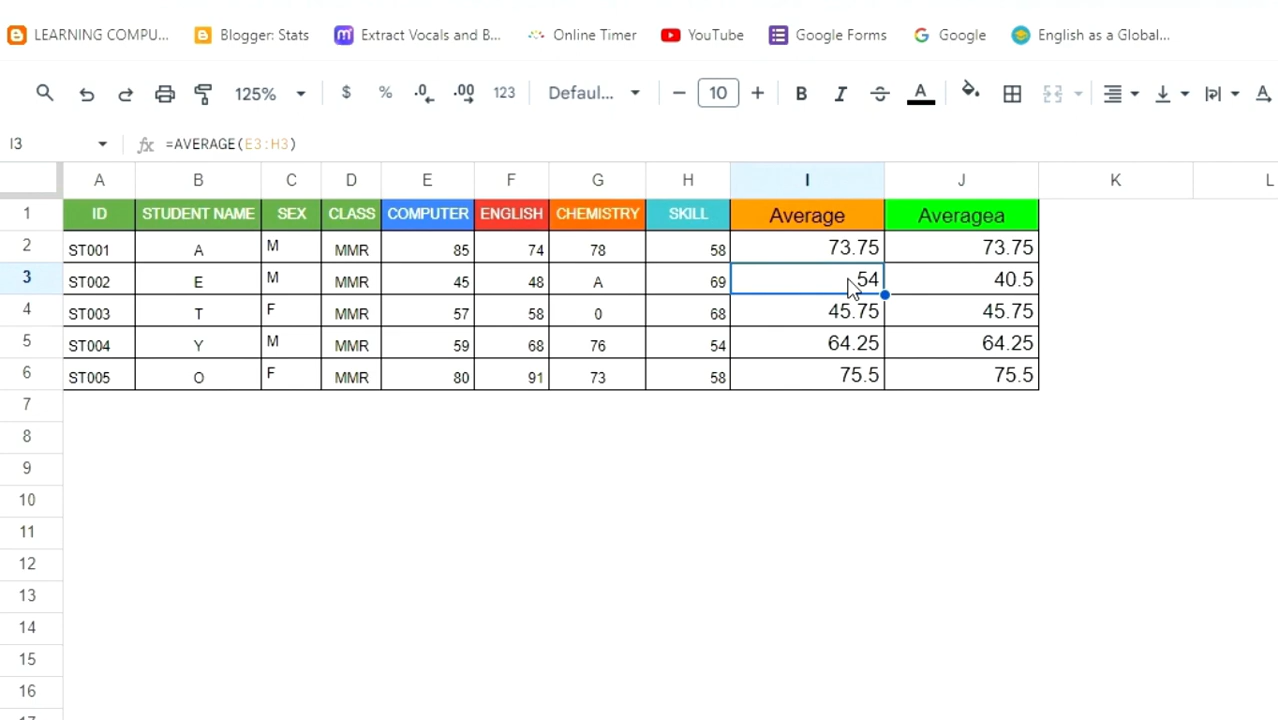 LEARNING COMPU... Blogger: Stats Extract Vocals and B... Online Timer YouTube Google Forms Google English as a Global...
125% $ % .0 .00 123 Defaul... − 10 + B I A A
I3 fx =AVERAGE(E3:H3)
A B C D E F G H I J K L
1 ID STUDENT NAME SEX CLASS COMPUTER ENGLISH CHEMISTRY SKILL Average Averagea
2 ST001 A M MMR 85 74 78 58 73.75 73.75
3 ST002 E M MMR 45 48 A 69 54 40.5
4 ST003 T F MMR 57 58 0 68 45.75 45.75
5 ST004 Y M MMR 59 68 76 54 64.25 64.25
6 ST005 O F MMR 80 91 73 58 75.5 75.5
7
8
9
10
11
12
13
14
15
16
17